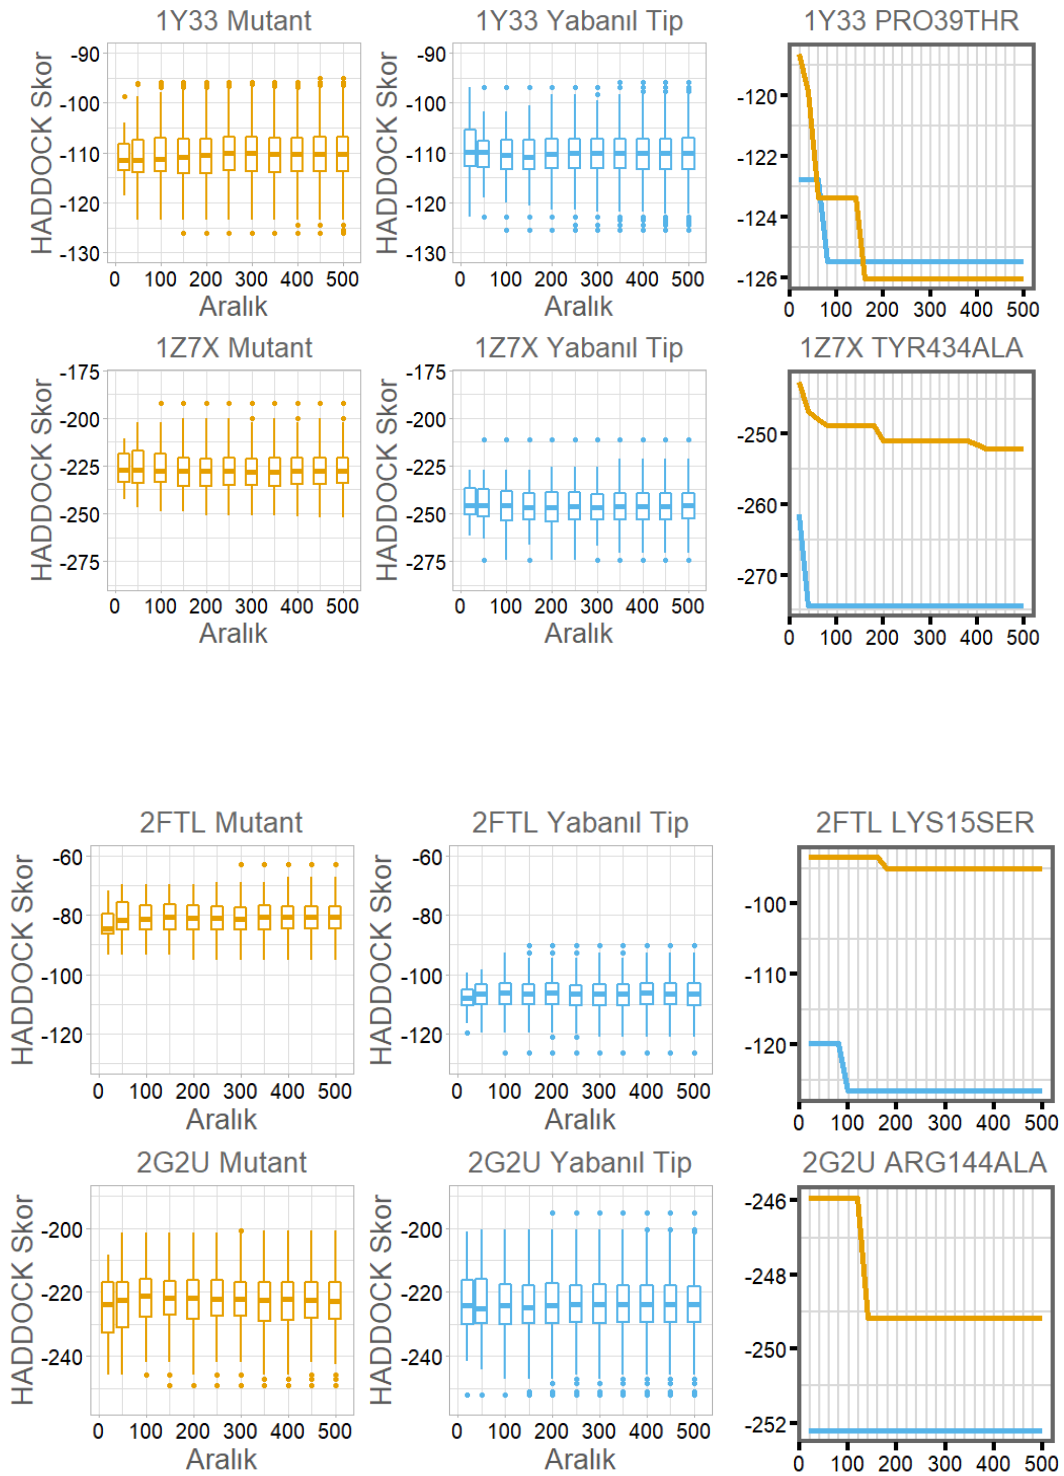 1Y33 Mutant
1Y33 Yabanıl Tip
1Y33 PRO39THR
HADDOCK Skor
-90
-100
-110
-120
-130
0 100 200 300 400 500
Aralık
HADDOCK Skor
-90
-100
-110
-120
-130
0 100 200 300 400 500
Aralık
-120
-122
-124
-126
0 100 200 300 400 500
1Z7X Mutant
1Z7X Yabanıl Tip
1Z7X TYR434ALA
HADDOCK Skor
-175
-200
-225
-250
-275
0 100 200 300 400 500
Aralık
HADDOCK Skor
-175
-200
-225
-250
-275
0 100 200 300 400 500
Aralık
-250
-260
-270
0 100 200 300 400 500
2FTL Mutant
2FTL Yabanıl Tip
2FTL LYS15SER
HADDOCK Skor
-60
-80
-100
-120
0 100 200 300 400 500
Aralık
HADDOCK Skor
-60
-80
-100
-120
0 100 200 300 400 500
Aralık
-100
-110
-120
0 100 200 300 400 500
2G2U Mutant
2G2U Yabanıl Tip
2G2U ARG144ALA
HADDOCK Skor
-200
-220
-240
0 100 200 300 400 500
Aralık
HADDOCK Skor
-200
-220
-240
0 100 200 300 400 500
Aralık
-246
-248
-250
-252
0 100 200 300 400 500